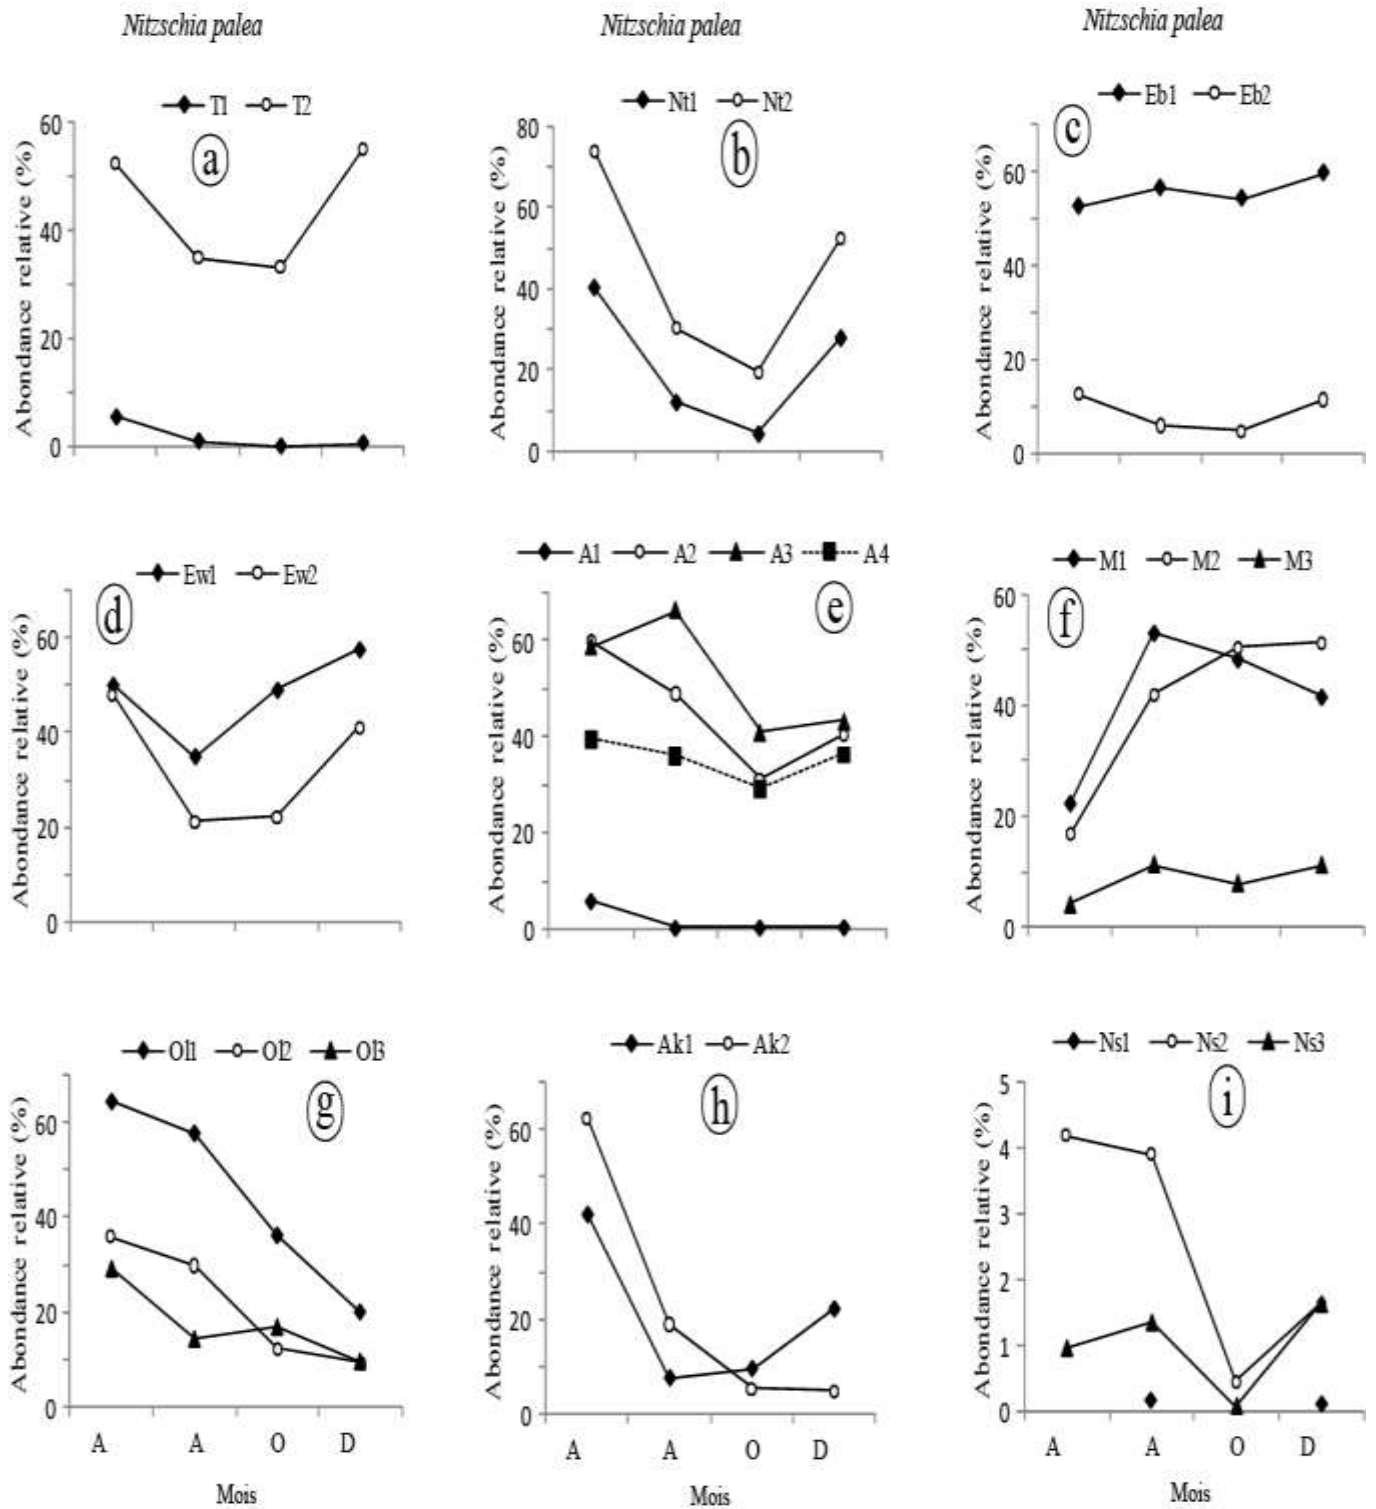 Nitzschia palea
Nitzschia palea
Nitzschia palea
T1 T2
a
Abondance relative (%)
60
40
20
0
Nt1 Nt2
b
Abondance relative (%)
80
60
40
20
0
Eb1 Eb2
c
Abondance relative (%)
60
40
20
0
Ew1 Ew2
d
Abondance relative (%)
60
40
20
0
A1 A2 A3 A4
e
Abondance relative (%)
60
40
20
0
M1 M2 M3
f
Abondance relative (%)
60
40
20
0
Ol1 Ol2 Ol3
g
Abondance relative (%)
60
40
20
0
A A O D
Mois
Ak1 Ak2
h
Abondance relative (%)
60
40
20
0
A A O D
Mois
Ns1 Ns2 Ns3
i
Abondance relative (%)
5
4
3
2
1
0
A A O D
Mois